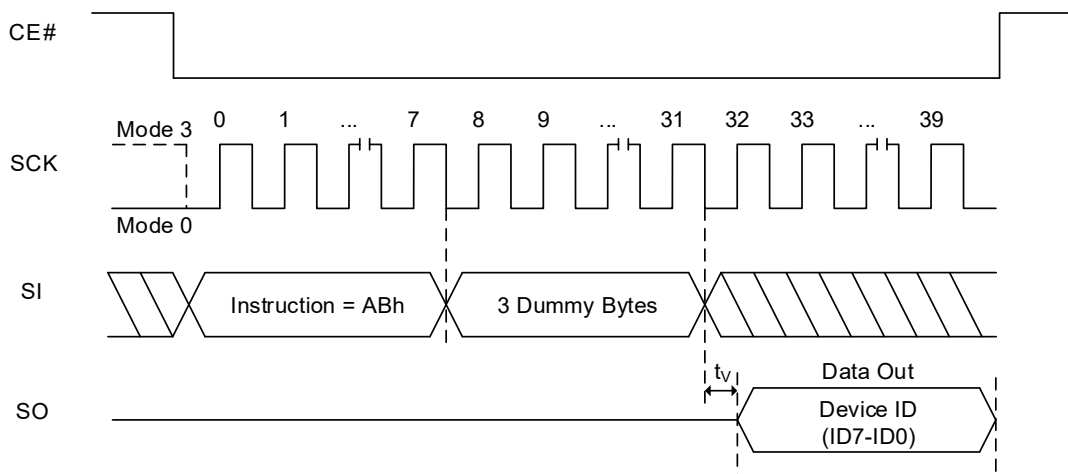 CE#
Mode 3
0 1 ... 7 8 9 ... 31 32 33 ... 39
SCK
Mode 0
SI
Instruction = ABh
3 Dummy Bytes
tV
Data Out
SO
Device ID
(ID7-ID0)